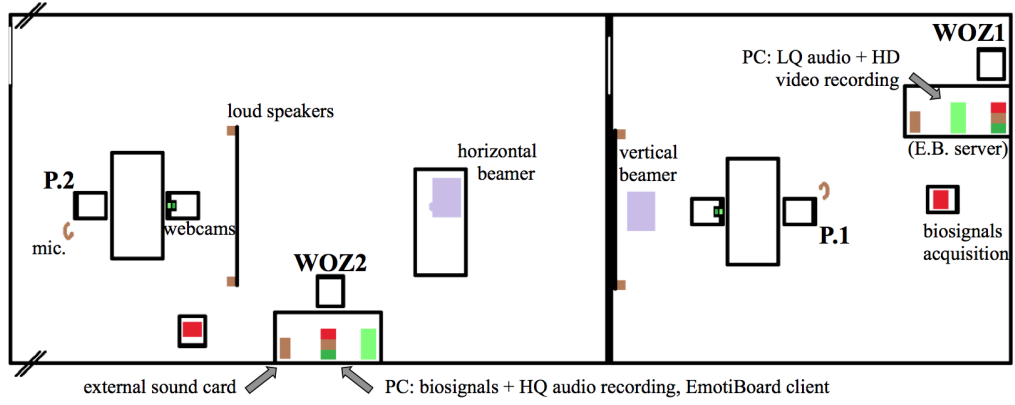 WOZ1
PC: LQ audio + HD
video recording
(E.B. server)
loud speakers
horizontal
beamer
vertical
beamer
P.2
webcams
mic.
P.1
biosignals
acquisition
WOZ2
external sound card
PC: biosignals + HQ audio recording, EmotiBoard client